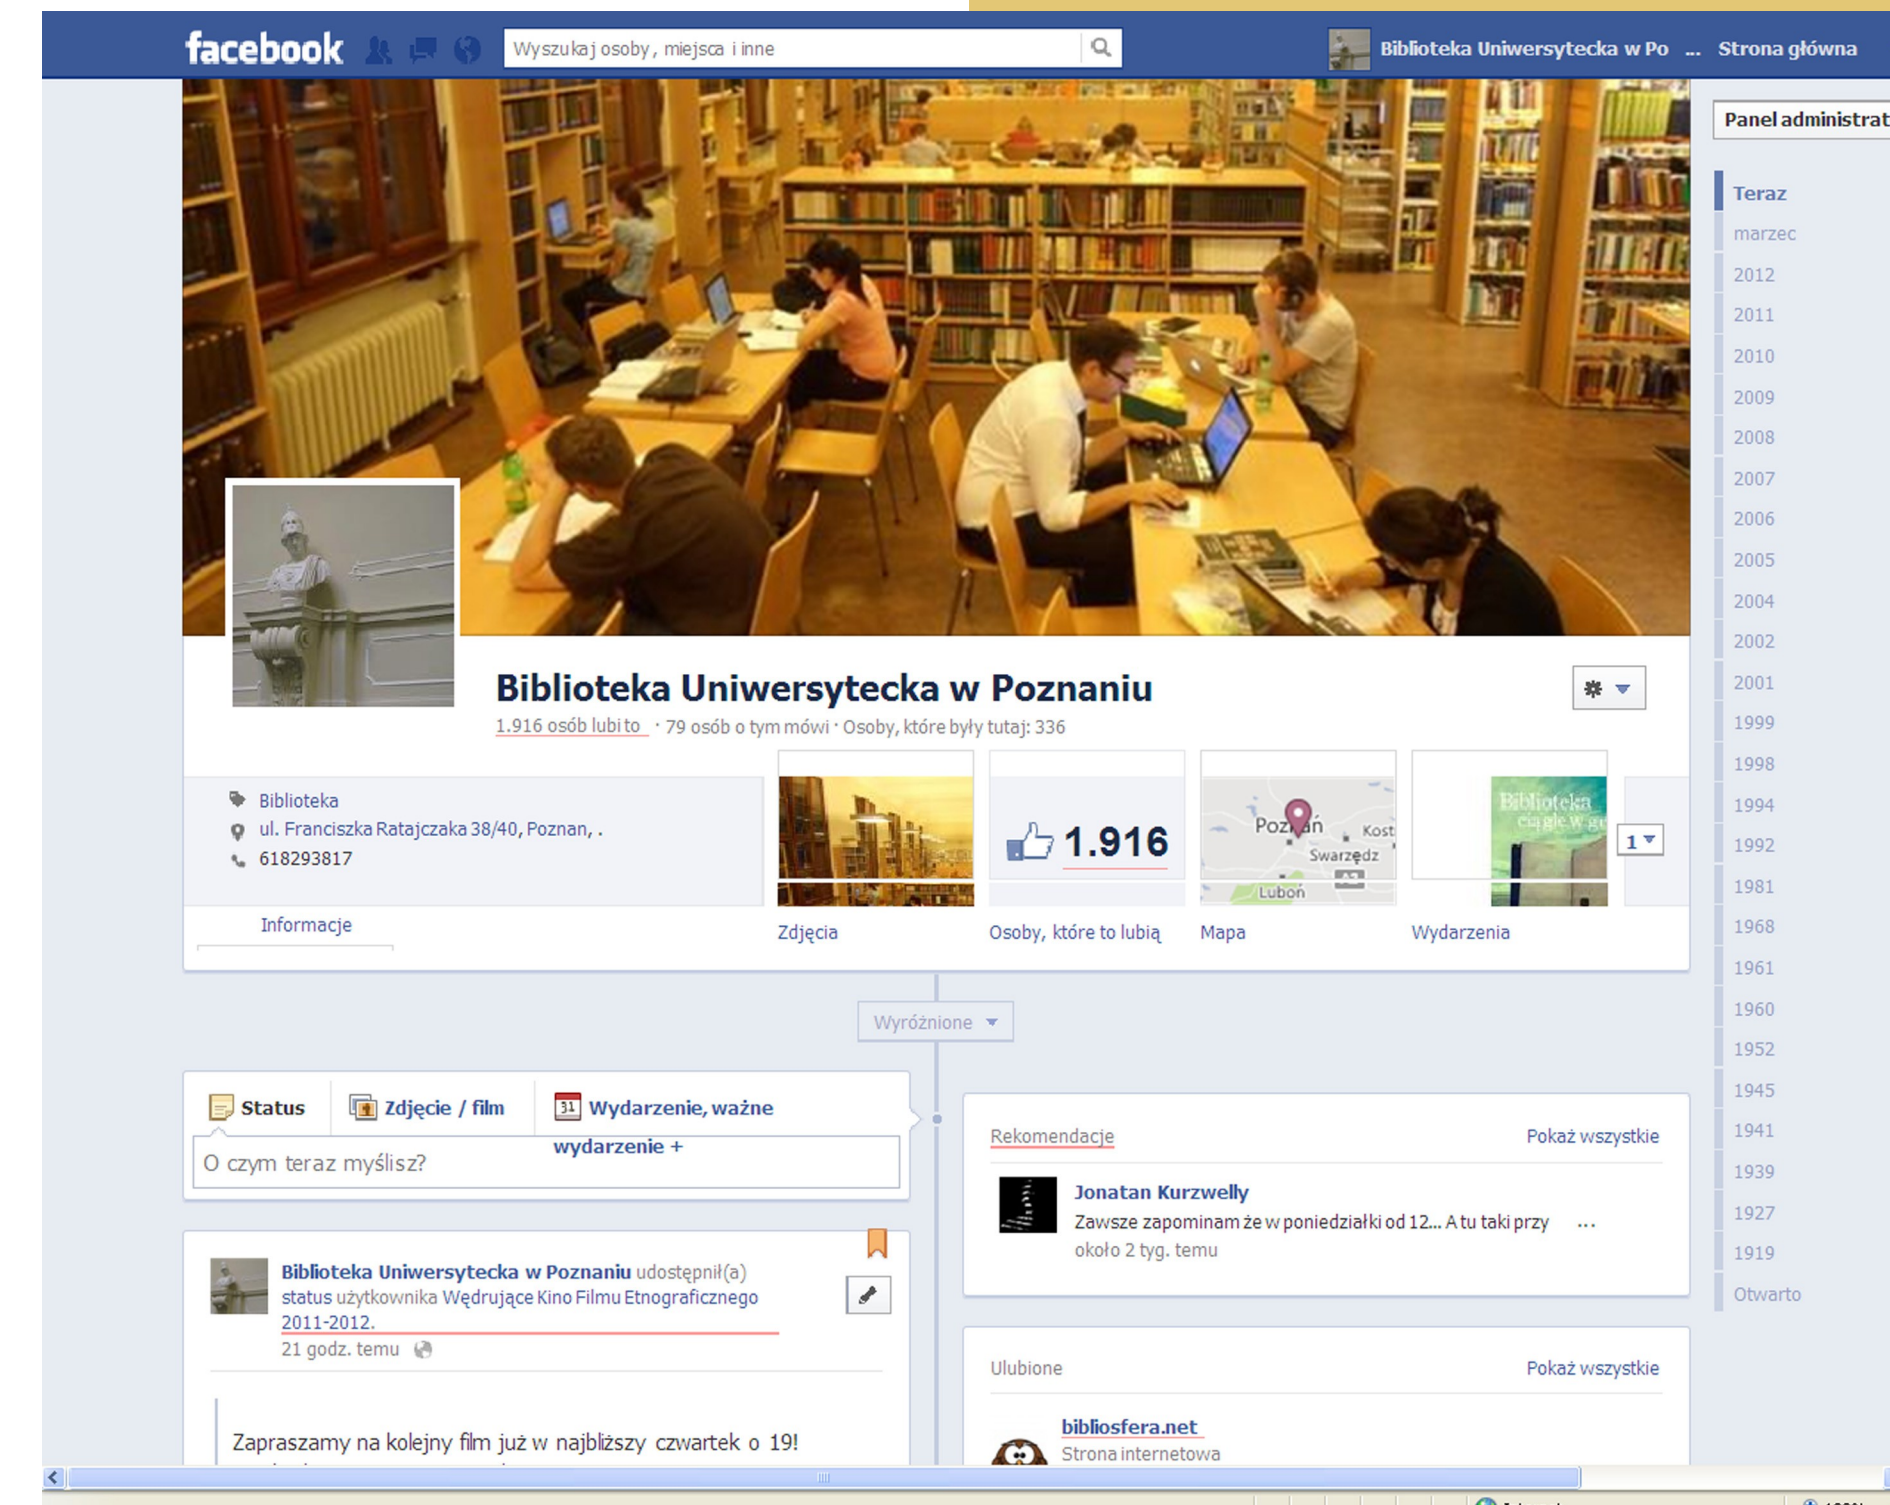 facebook
Wyszukaj osoby, miejsca i inne
Biblioteka Uniwersytecka w Po ...
Strona główna
Panel administrat
Teraz
marzec
2012
2011
2010
2009
2008
2007
2006
2005
2004
2002
2001
1999
1998
1994
1992
1981
1968
1961
1960
1952
1945
1941
1939
1927
1919
Otwarto
Biblioteka Uniwersytecka w Poznaniu
1.916 osób lubi to · 79 osób o tym mówi · Osoby, które były tutaj: 336
Biblioteka
ul. Franciszka Ratajczaka 38/40, Poznan, .
618293817
Informacje
Zdjęcia
1.916
Osoby, które to lubią
Poznań
Kost
Swarzędz
A2
Luboń
Mapa
Biblioteka
ciągle w
Wydarzenia
1
Wyróżnione
Status
Zdjęcie / film
31
Wydarzenie, ważne
wydarzenie +
O czym teraz myślisz?
Biblioteka Uniwersytecka w Poznaniu udostępnił(a)
status użytkownika Wędrujące Kino Filmu Etnograficznego
2011-2012.
21 godz. temu
Zapraszamy na kolejny film już w najbliższy czwartek o 19!
Rekomendacje
Pokaż wszystkie
Jonatan Kurzwelly
Zawsze zapominam że w poniedziałki od 12... A tu taki przy ...
około 2 tyg. temu
Ulubione
Pokaż wszystkie
bibliosfera.net
Strona internetowa